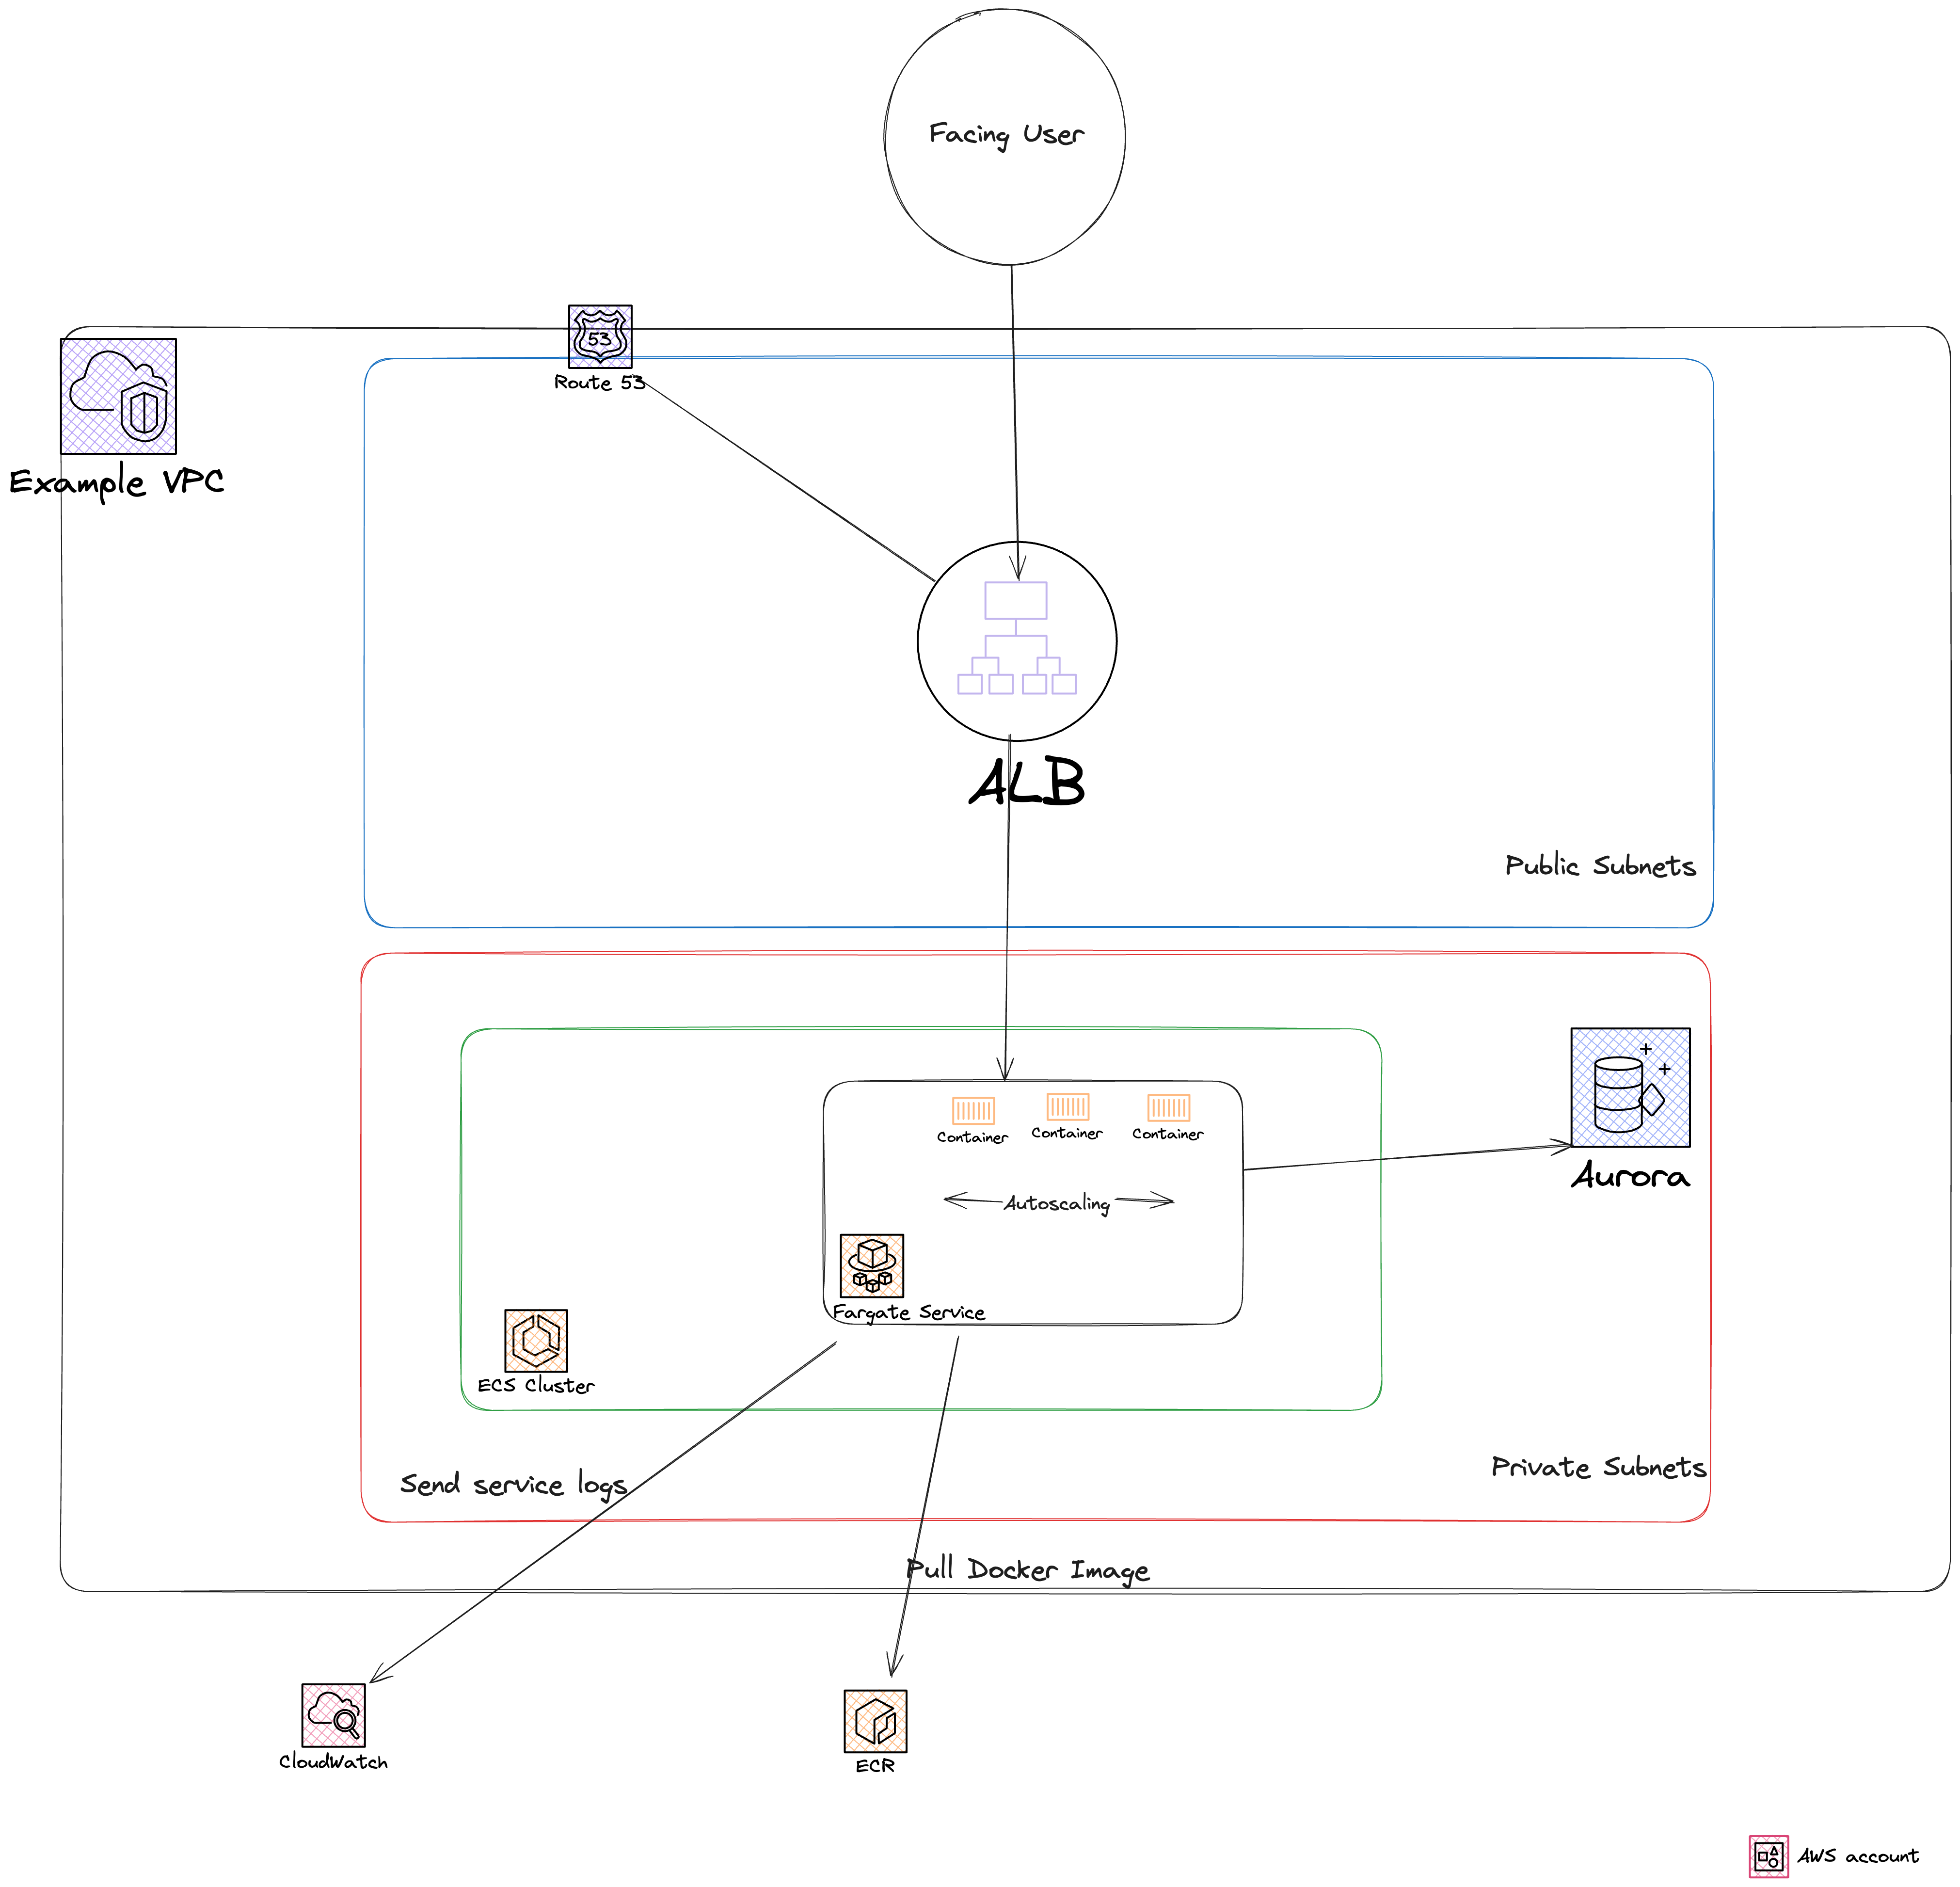 Facing User
53
Route 53
Example VPC
ALB
Public Subnets
Container
Container
Container
Aurora
Autoscaling
Fargate Service
ECS Cluster
Private Subnets
Send service logs
Pull Docker Image
CloudWatch
ECR
AWS account